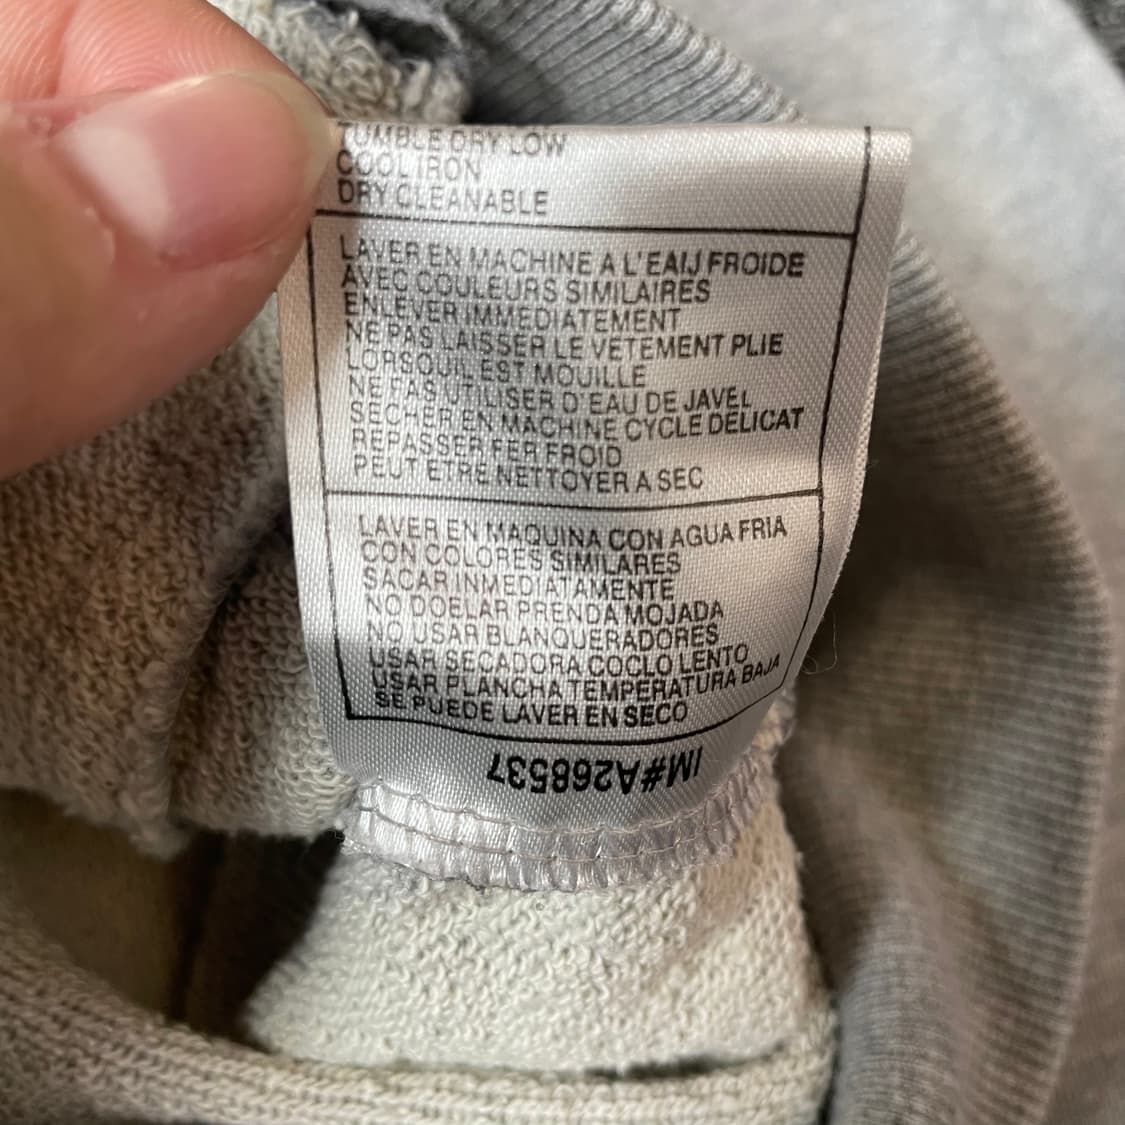 TUMBLE DRY LOW
COOL IRON
DRY CLEANABLE
LAVER EN MACHINE A L'EAU FROIDE
AVEC COULEURS SIMILAIRES
ENLEVER IMMEDIATEMENT
NE PAS LAISSER LE VETEMENT PLIE
LORSQUIL EST MOUILLE
NE PAS UTILISER D'EAU DE JAVEL
SECHER EN MACHINE CYCLE DELICAT
REPASSER FER FROID
PEUT ETRE NETTOYER A SEC
LAVER EN MAQUINA CON AGUA FRIA
CON COLORES SIMILARES
SACAR INMEDIATAMENTE
NO DOELAR PRENDA MOJADA
NO USAR BLANQUERADORES
USAR SECADORA COCLO LENTO
USAR PLANCHA TEMPERATURA BAJA
SE PUEDE LAVER EN SECO
IM#A268537